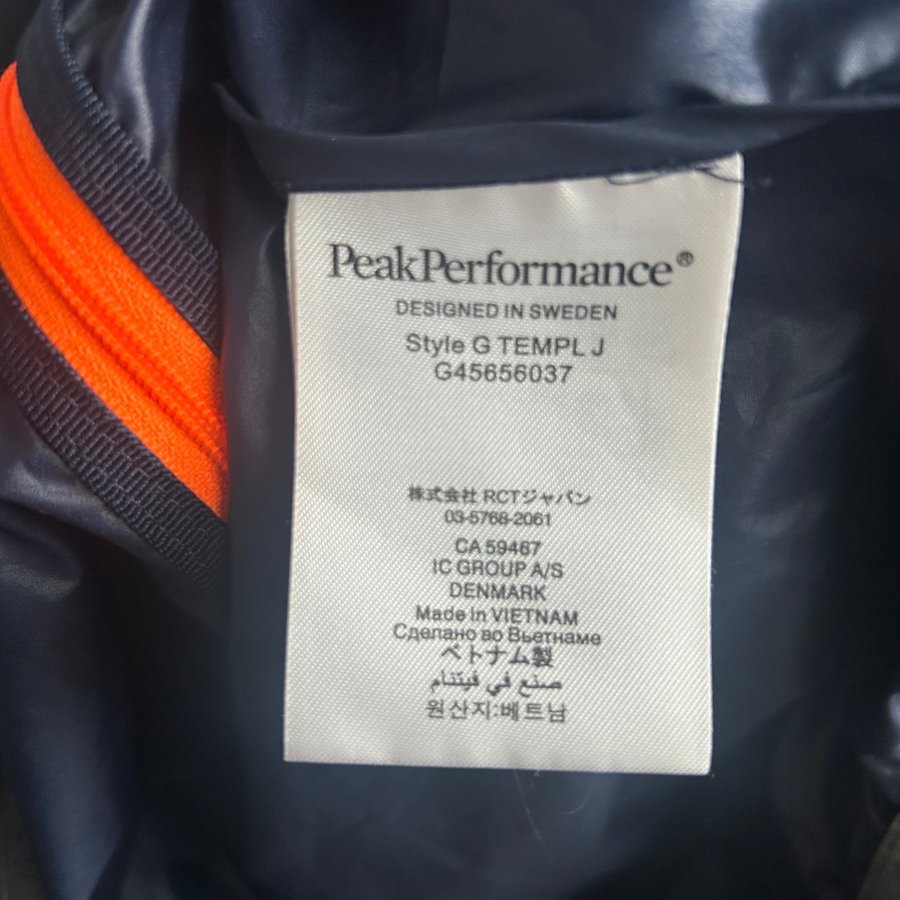 PeakPerformance®
DESIGNED IN SWEDEN
Style G TEMPL J
G45656037
株式会社 RCTジャパン
03-5768-2061
CA 59467
IC GROUP A/S
DENMARK
Made in VIETNAM
Сделано во Вьетнаме
ベトナム製
صنع في فيتنام
원산지:베트남